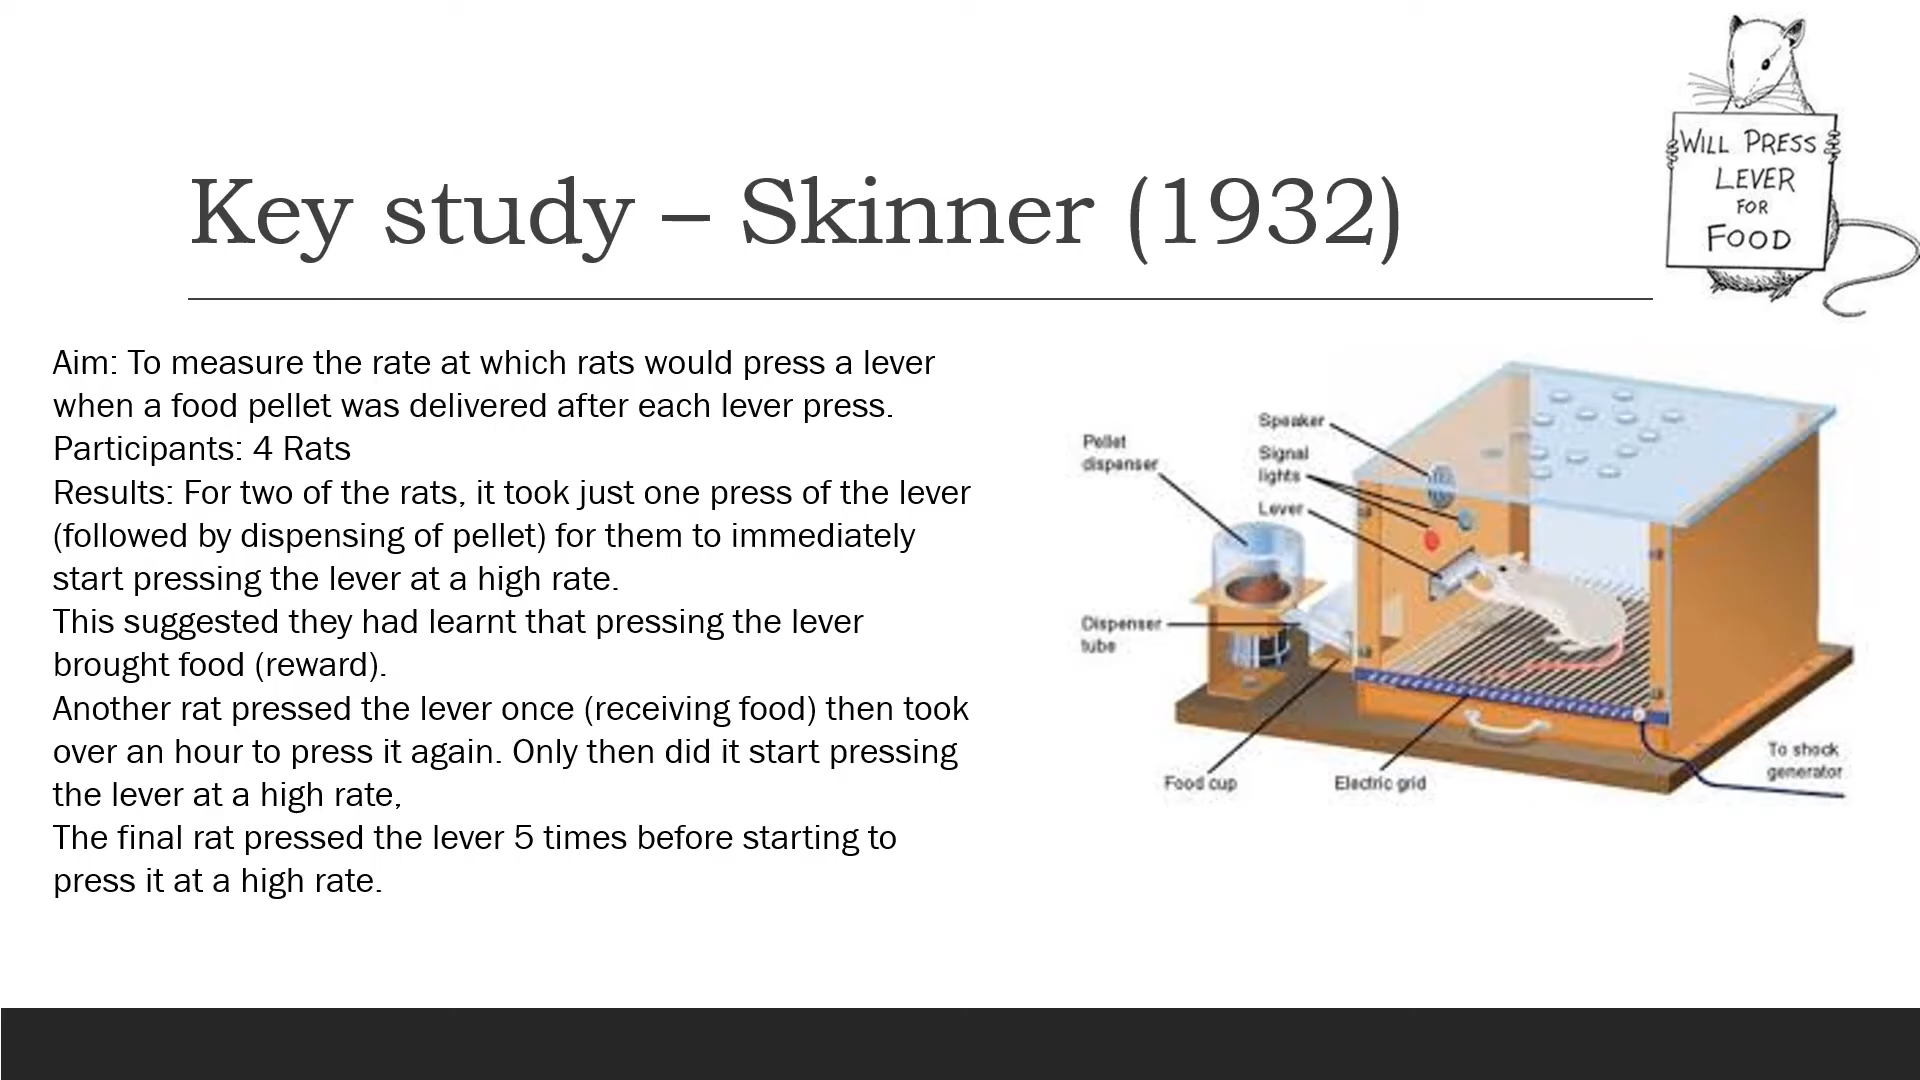 WILL PRESS
LEVER
FOR
FOOD
Key study – Skinner (1932)
Aim: To measure the rate at which rats would press a lever
when a food pellet was delivered after each lever press.
Participants: 4 Rats
Results: For two of the rats, it took just one press of the lever
(followed by dispensing of pellet) for them to immediately
start pressing the lever at a high rate.
This suggested they had learnt that pressing the lever
brought food (reward).
Another rat pressed the lever once (receiving food) then took
over an hour to press it again. Only then did it start pressing
the lever at a high rate,
The final rat pressed the lever 5 times before starting to
press it at a high rate.
Pellet
dispenser
Speaker
Signal
lights
Lever
Dispenser
tube
Food cup
Electric grid
To shock
generator